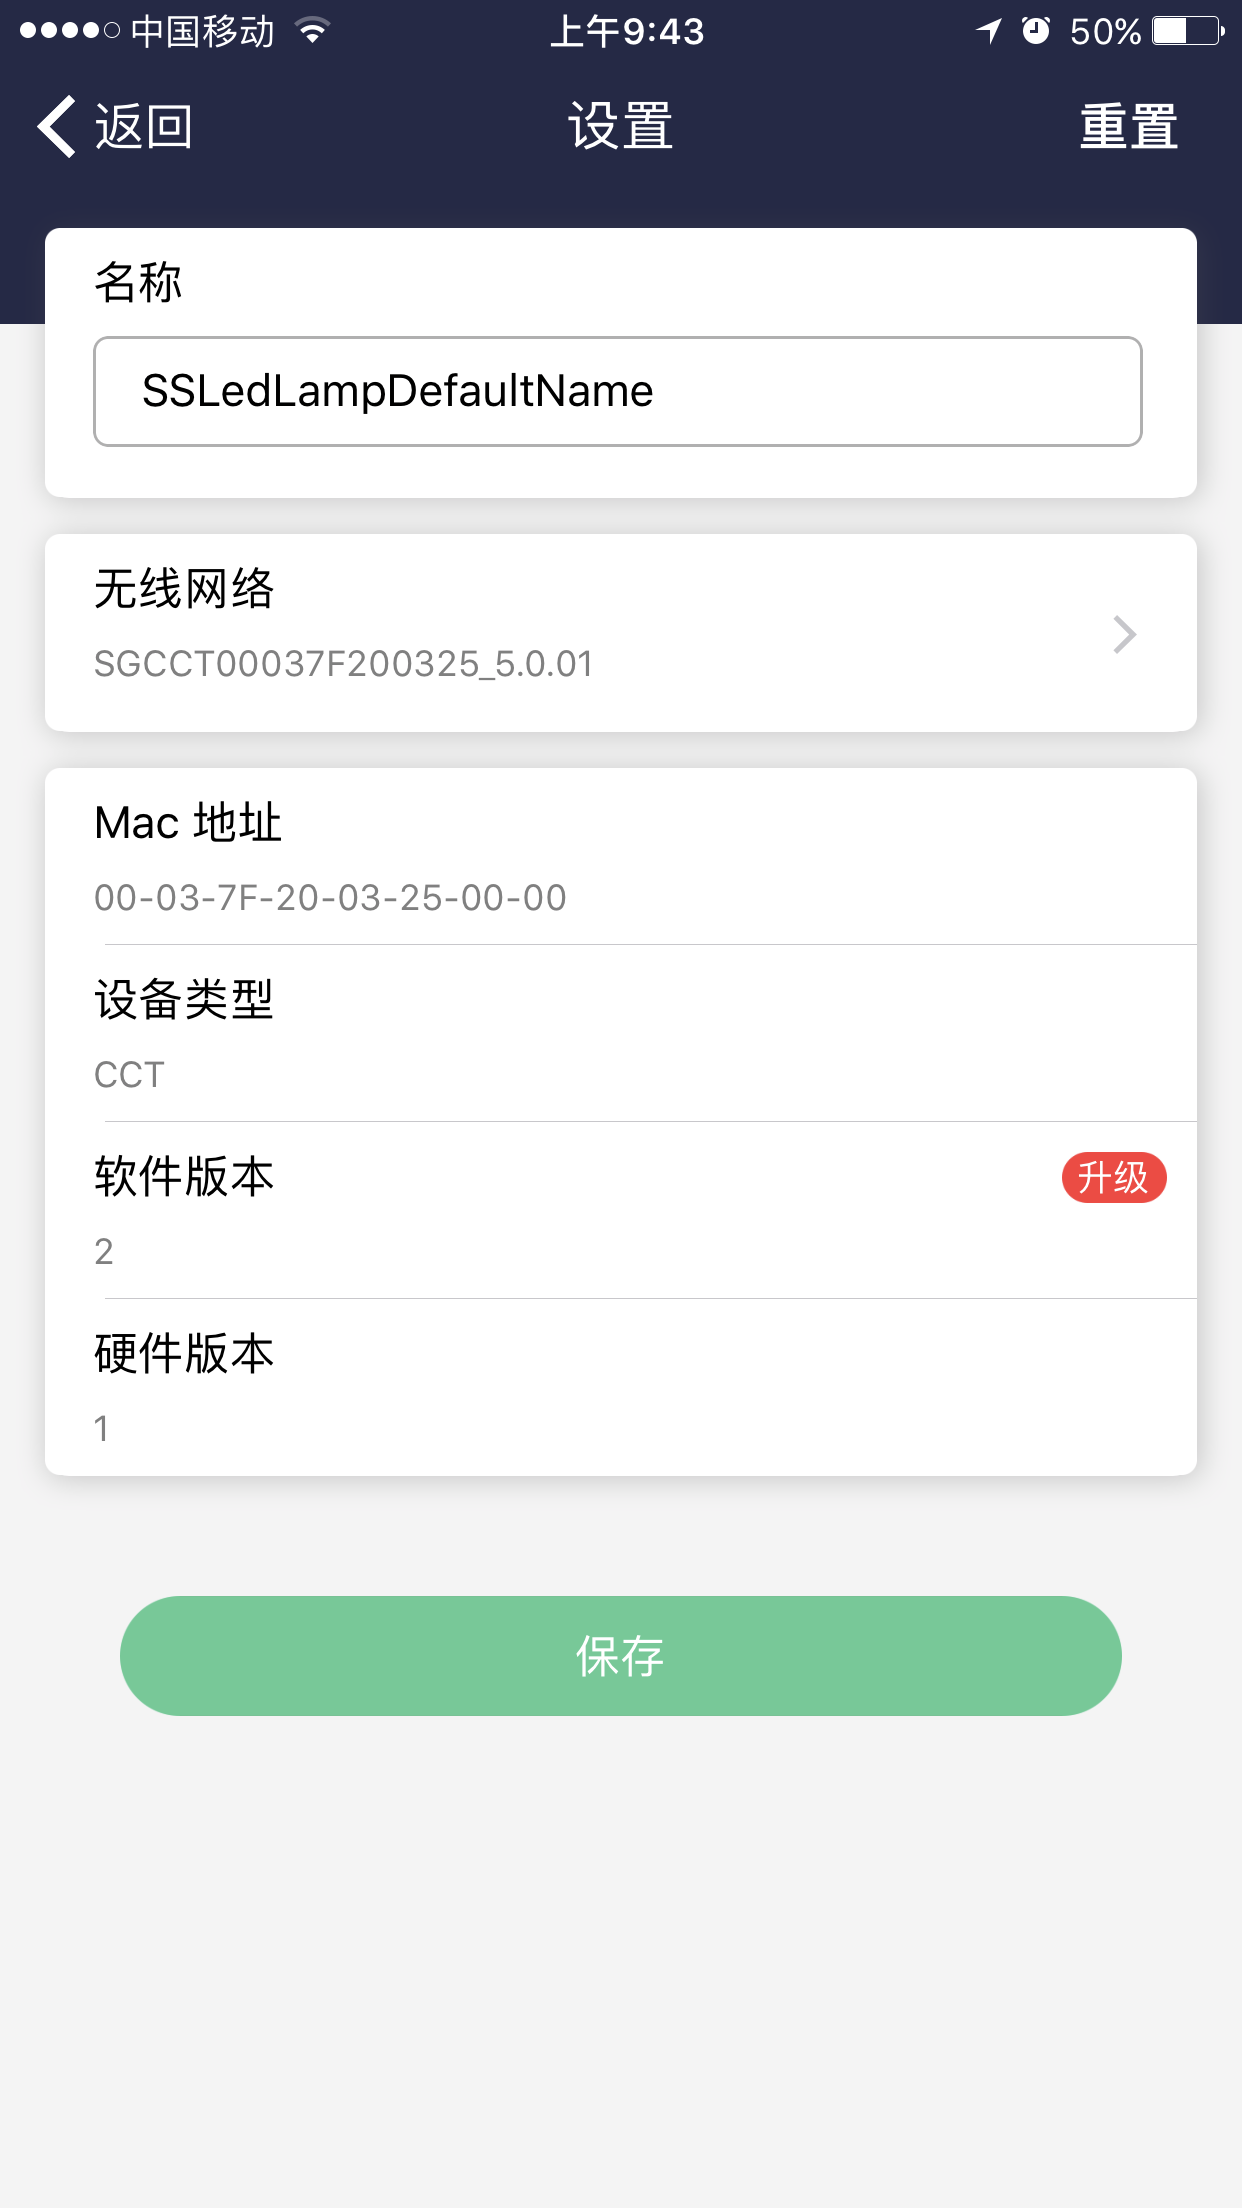 中国移动 上午9:43 50%
返回 设置 重置
名称
SSLedLampDefaultName
无线网络
SGCCT00037F200325_5.0.01
Mac 地址
00-03-7F-20-03-25-00-00
设备类型
CCT
软件版本 升级
2
硬件版本
1
保存